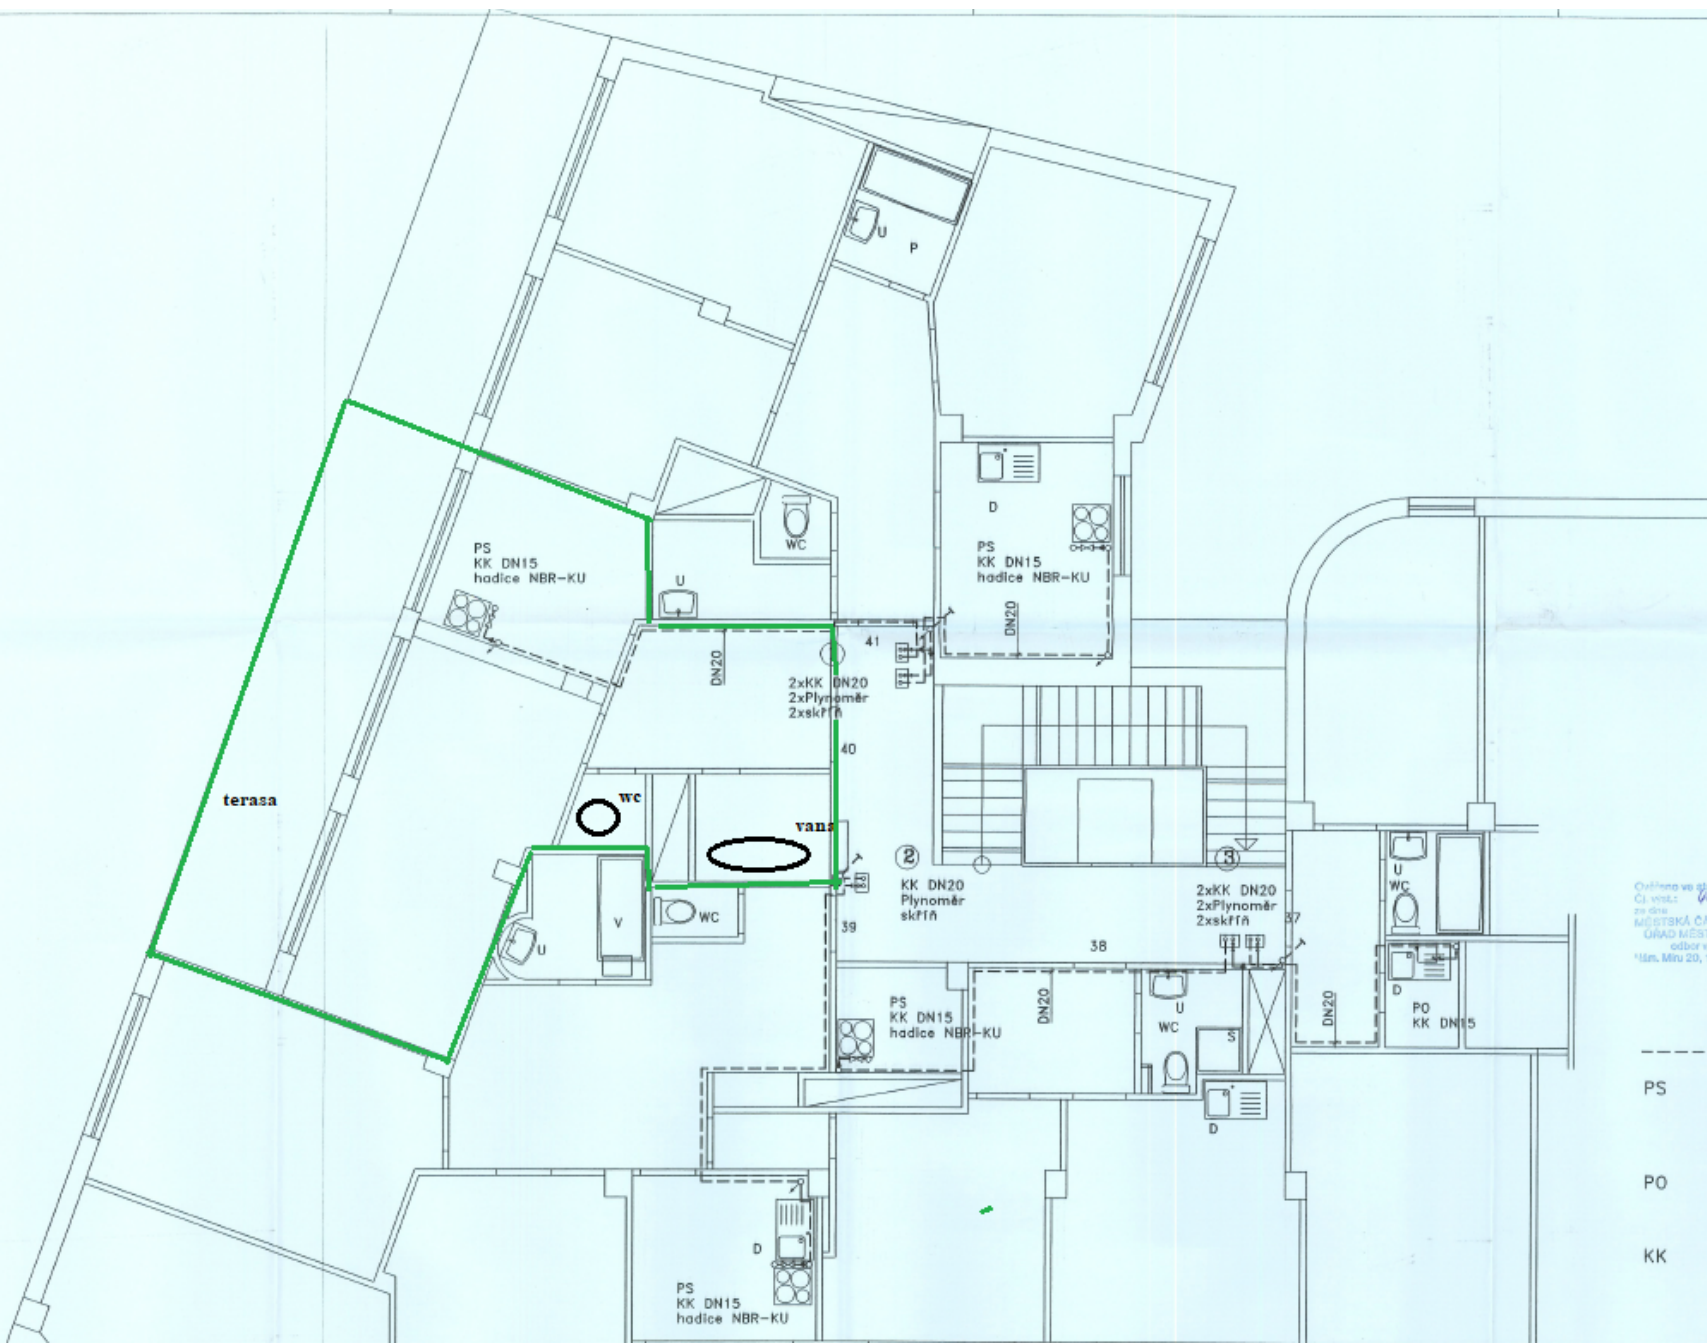 U
P
D
WC
PS
KK DN15
hadice NBR-KU
PS
KK DN15
hadice NBR-KU
U
DN20
41
DN20
2xKK DN20
2xPlynoměr
2xskříň
40
terasa
wc
vana
2
KK DN20
Plynoměr
skříň
3
2xKK DN20
2xPlynoměr
2xskříň
U
WC
37
V
WC
U
39
38
D
PO
KK DN15
PS
KK DN15
hadice NBR-KU
DN20
U
WC
S
DN20
D
PS
PO
KK
D
PS
KK DN15
hadice NBR-KU